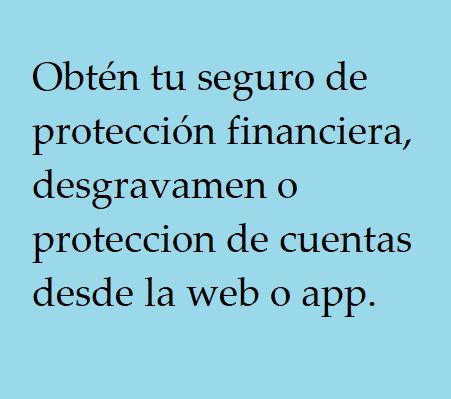 Obtén tu seguro de
protección financiera,
desgravamen o
proteccion de cuentas
desde la web o app.